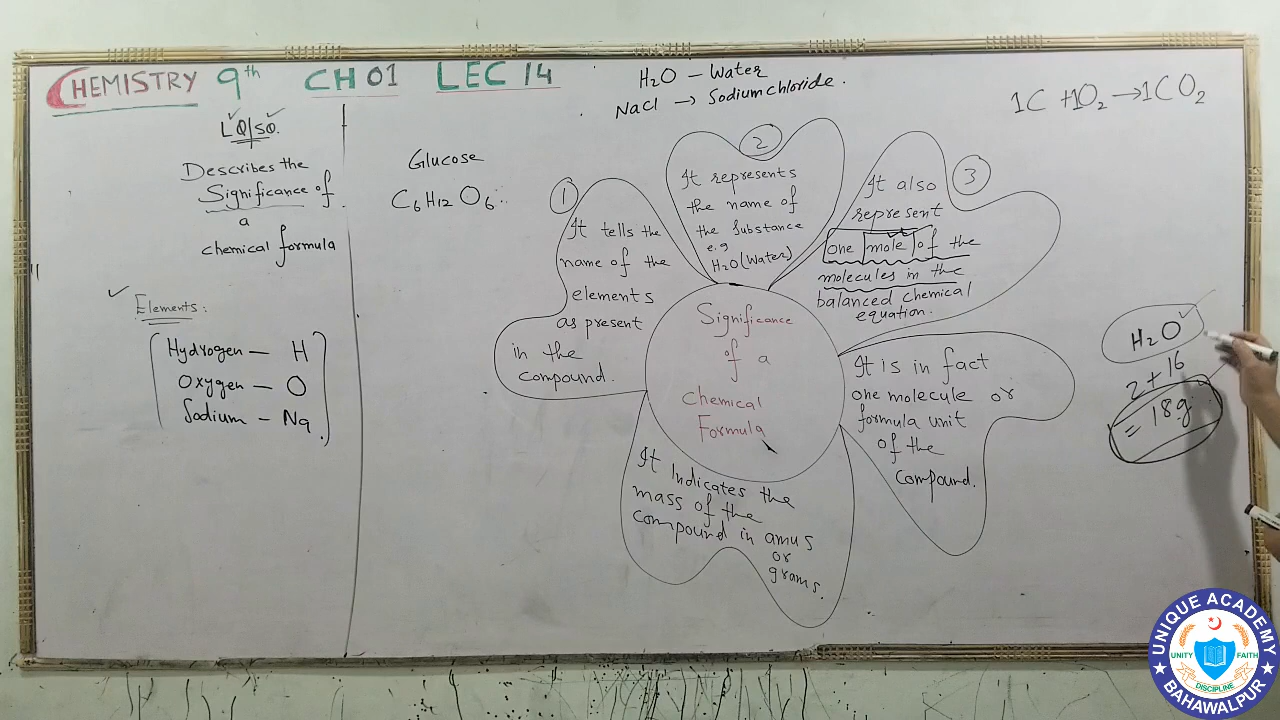 CHEMISTRY 9th CH 01 LEC 14
LQ/SQ.
Describes the
Significance of
a
chemical formula
Elements:
Hydrogen — H
Oxygen — O
Sodium — Na
H₂O — Water
Nacl → Sodium chloride.
1C + 1O₂ → 1CO₂
Glucose
C₆H₁₂O₆
1
It tells the
name of the
elements
as present
in the
compound.
2
It represents
the name of
the Substance
e.g
H₂O (Water)
3
It also
represent
one mole of the
molecules in the
balanced chemical
equation.
Significance
of a
Chemical
Formula
It is in fact
one molecule or
formula unit
of the
Compound.
It Indicates the
mass of the
compound in amus
or
grams.
H₂O
2 + 16
= 18g
UNIQUE ACADEMY
UNITY FAITH
DISCIPLINE
BAHAWALPUR